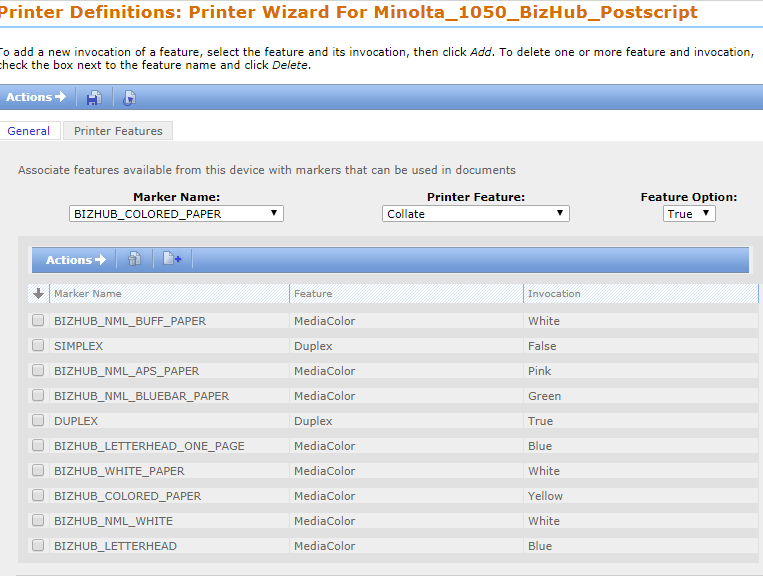 Printer Definitions: Printer Wizard For Minolta_1050_BizHub_Postscript
To add a new invocation of a feature, select the feature and its invocation, then click Add. To delete one or more feature and invocation,
check the box next to the feature name and click Delete.
Actions
General Printer Features
Associate features available from this device with markers that can be used in documents
Marker Name: Printer Feature: Feature Option:
BIZHUB_COLORED_PAPER Collate True
Actions
Marker Name Feature Invocation
BIZHUB_NML_BUFF_PAPER MediaColor White
SIMPLEX Duplex False
BIZHUB_NML_APS_PAPER MediaColor Pink
BIZHUB_NML_BLUEBAR_PAPER MediaColor Green
DUPLEX Duplex True
BIZHUB_LETTERHEAD_ONE_PAGE MediaColor Blue
BIZHUB_WHITE_PAPER MediaColor White
BIZHUB_COLORED_PAPER MediaColor Yellow
BIZHUB_NML_WHITE MediaColor White
BIZHUB_LETTERHEAD MediaColor Blue